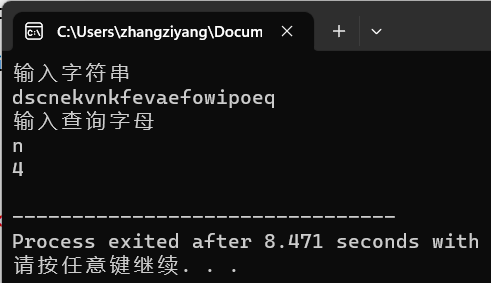 C:\Users\zhangziyang\Docum
输入字符串
dscnekvnkfevaefowipoeq
输入查询字母
n
4
--------------------------------
Process exited after 8.471 seconds with
请按任意键继续. . .